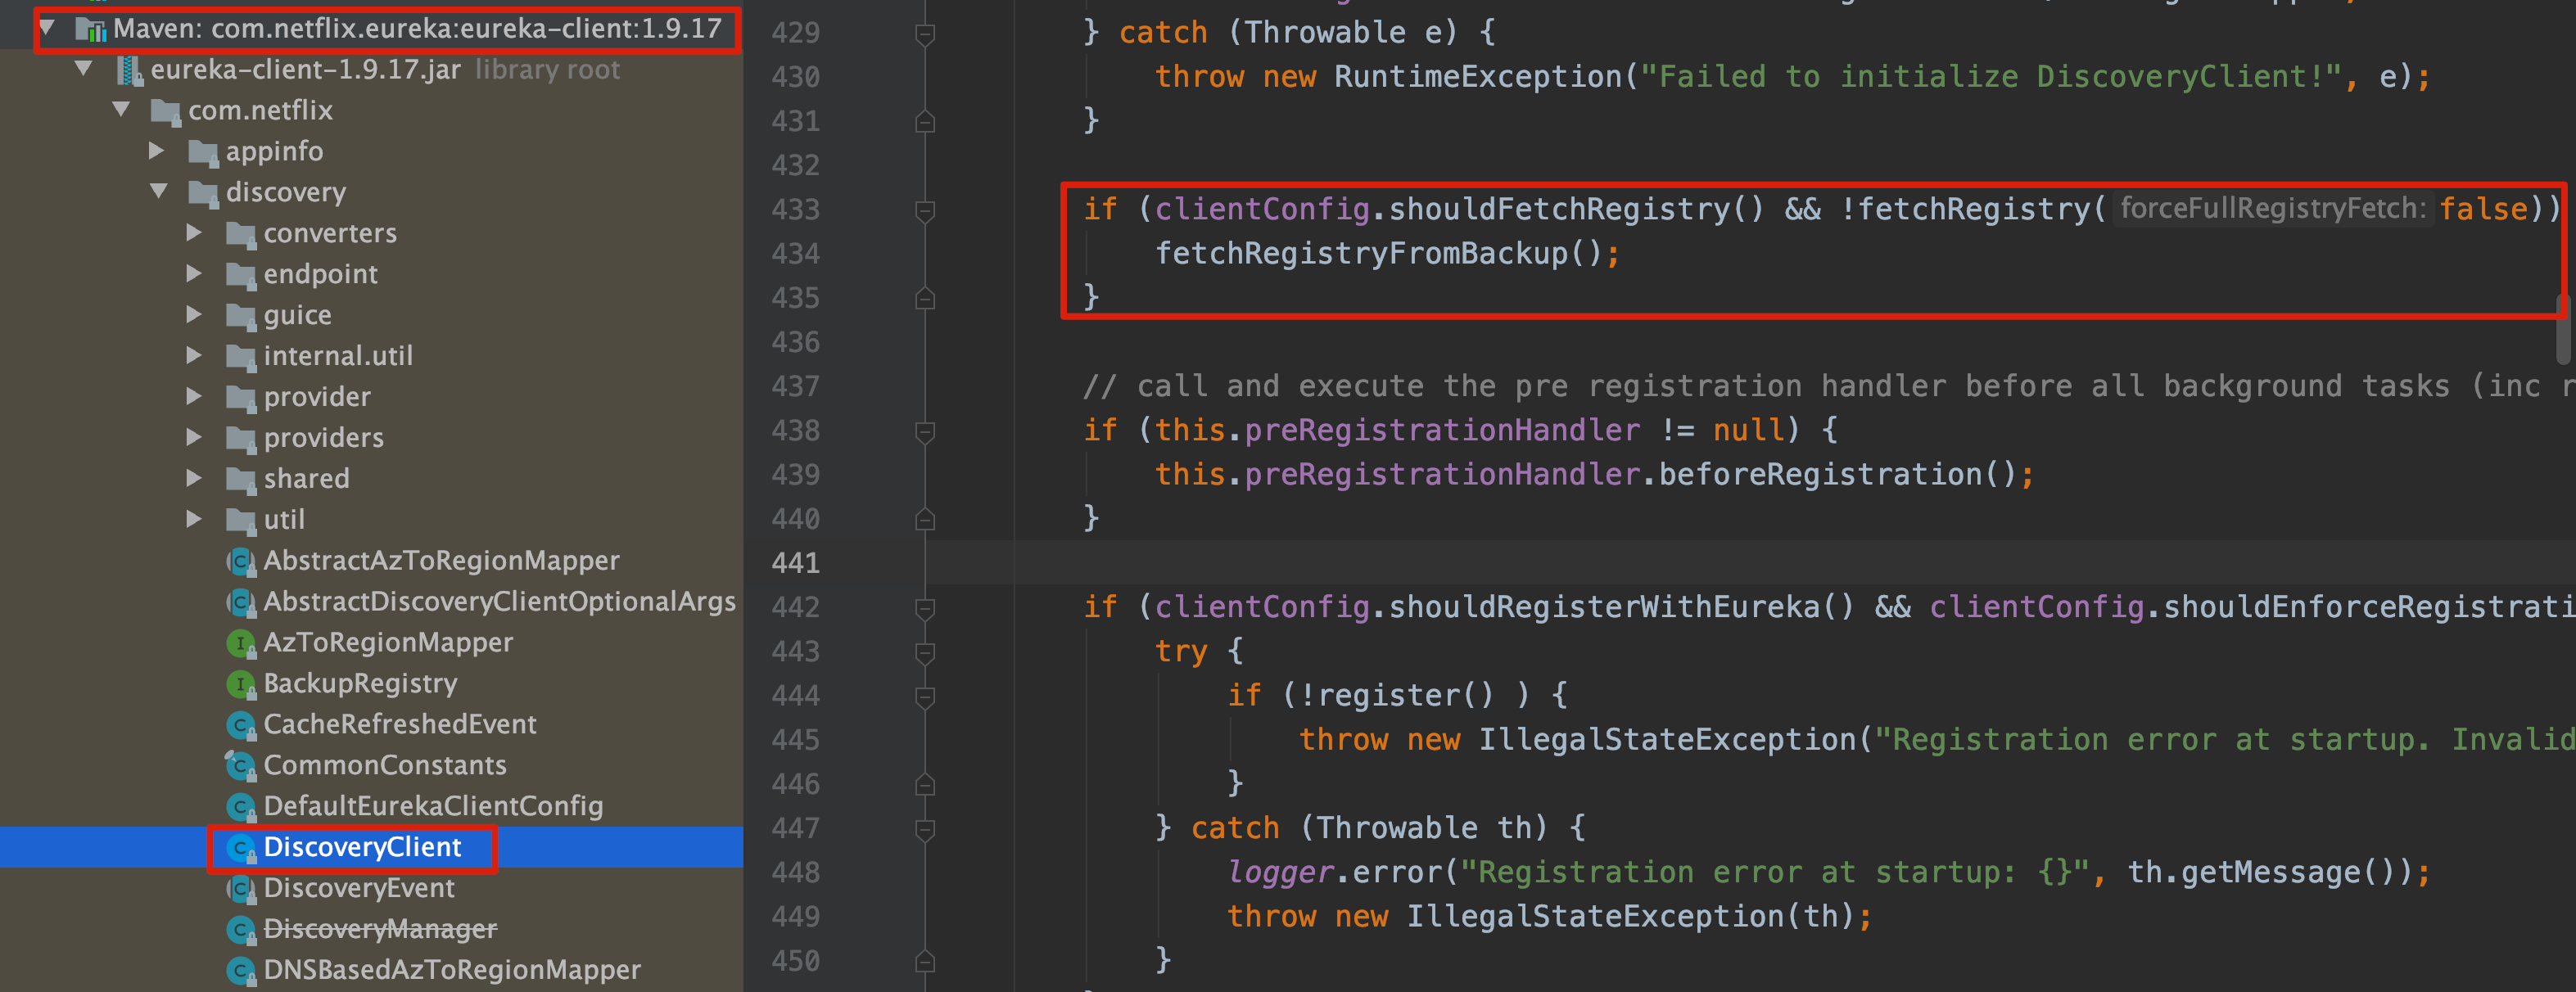 Maven: com.netflix.eureka:eureka-client:1.9.17
eureka-client-1.9.17.jar library root
com.netflix
appinfo
discovery
converters
endpoint
guice
internal.util
provider
providers
shared
util
AbstractAzToRegionMapper
AbstractDiscoveryClientOptionalArgs
AzToRegionMapper
BackupRegistry
CacheRefreshedEvent
CommonConstants
DefaultEurekaClientConfig
DiscoveryClient
DiscoveryEvent
DiscoveryManager
DNSBasedAzToRegionMapper
429 } catch (Throwable e) {
430 throw new RuntimeException("Failed to initialize DiscoveryClient!", e);
431 }
432
433 if (clientConfig.shouldFetchRegistry() && !fetchRegistry( forceFullRegistryFetch: false))
434 fetchRegistryFromBackup();
435 }
436
437 // call and execute the pre registration handler before all background tasks (inc r
438 if (this.preRegistrationHandler != null) {
439 this.preRegistrationHandler.beforeRegistration();
440 }
441
442 if (clientConfig.shouldRegisterWithEureka() && clientConfig.shouldEnforceRegistrati
443 try {
444 if (!register() ) {
445 throw new IllegalStateException("Registration error at startup. Invalid
446 }
447 } catch (Throwable th) {
448 logger.error("Registration error at startup: {}", th.getMessage());
449 throw new IllegalStateException(th);
450 }